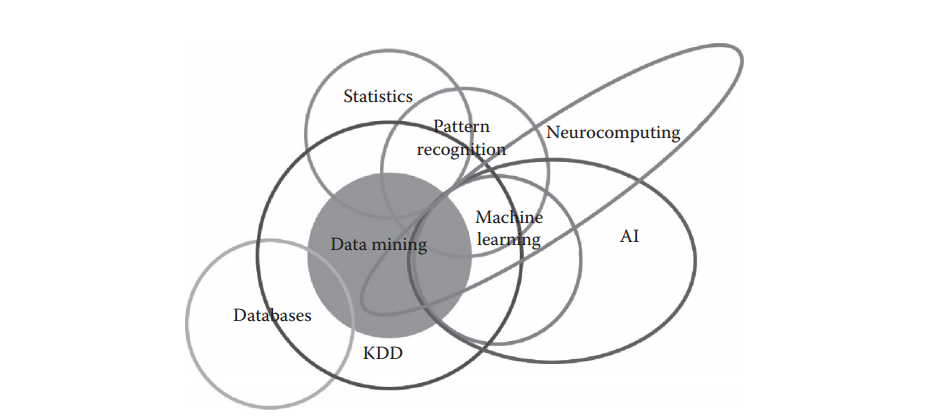 Statistics
Pattern
recognition
Neurocomputing
Machine
learning
AI
Data mining
Databases
KDD